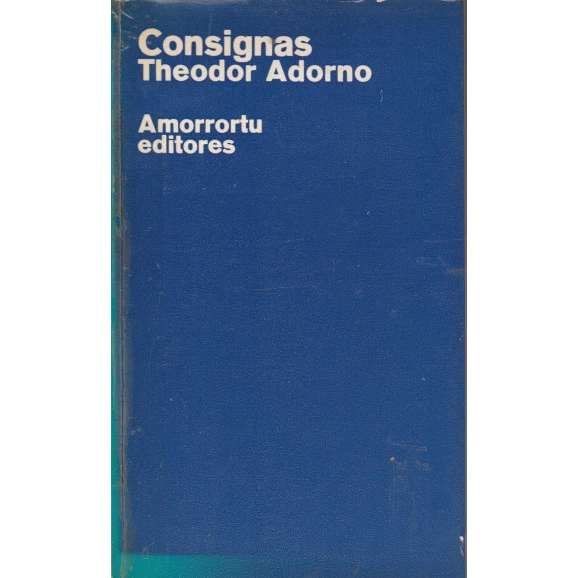 Consignas
Theodor Adorno
Amorrortu
editores